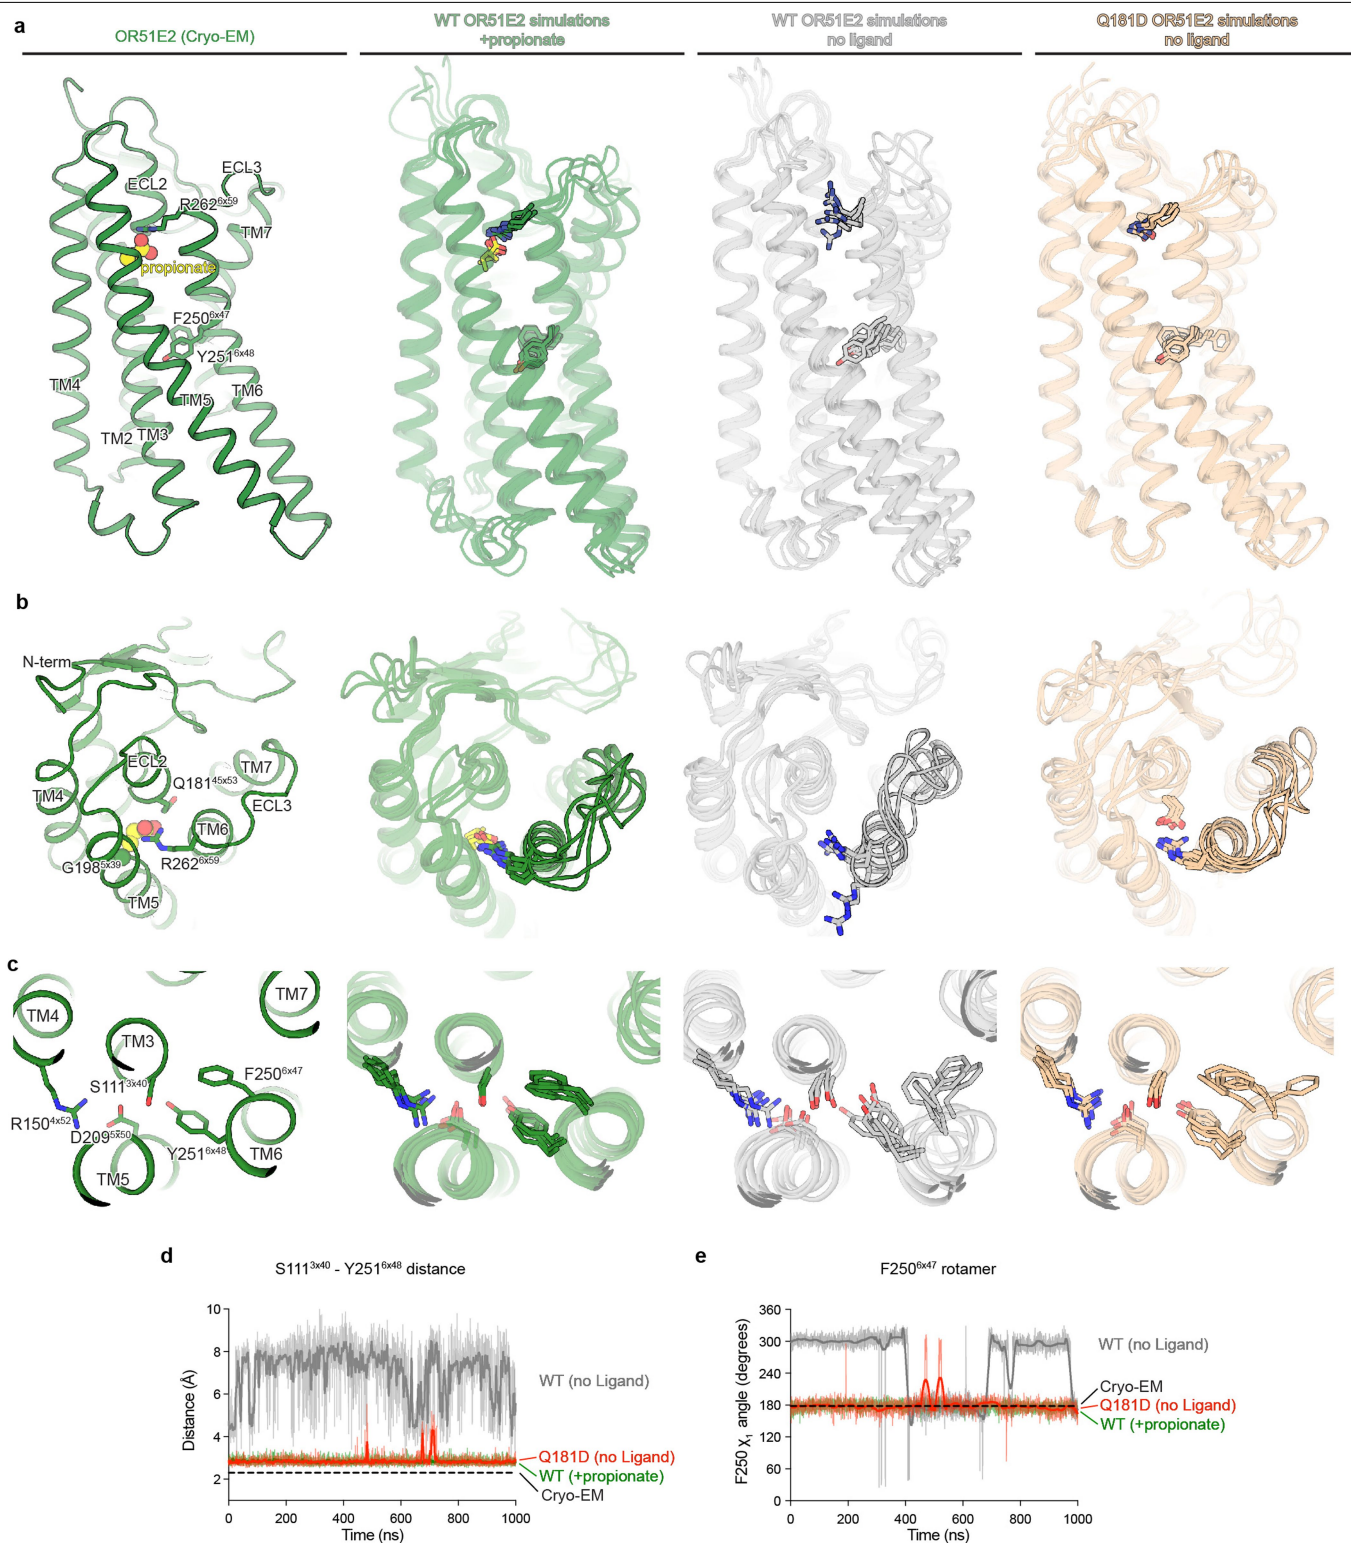 a
OR51E2 (Cryo-EM)
WT OR51E2 simulations
+propionate
WT OR51E2 simulations
no ligand
Q181D OR51E2 simulations
no ligand
ECL3
ECL2
R262^6x59
TM7
propionate
F250^6x47
Y251^6x48
TM4
TM6
TM5
TM2
TM3
b
N-term
ECL2
Q181^45x53
TM7
TM4
ECL3
TM6
G198^5x39
R262^6x59
TM5
c
TM7
TM4
TM3
F250^6x47
S111^3x40
R150^4x52
D209^5x50
Y251^6x48
TM6
TM5
d
S111^3x40 - Y251^6x48 distance
10
8
6
4
2
Distance (Å)
WT (no Ligand)
Q181D (no Ligand)
WT (+propionate)
Cryo-EM
0
200
400
600
800
1000
Time (ns)
e
F250^6x47 rotamer
360
300
240
180
120
60
0
F250 χ₁ angle (degrees)
WT (no Ligand)
Cryo-EM
Q181D (no Ligand)
WT (+propionate)
0
200
400
600
800
1000
Time (ns)